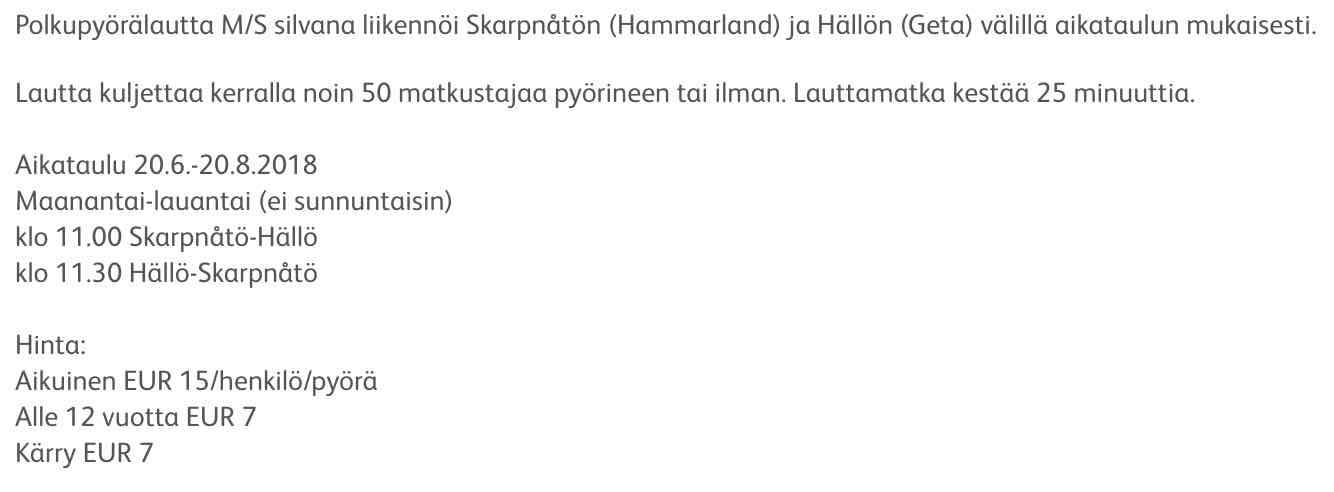 Polkupyörälautta M/S silvana liikennöi Skarpnåtön (Hammarland) ja Hällön (Geta) välillä aikataulun mukaisesti.
Lautta kuljettaa kerralla noin 50 matkustajaa pyörineen tai ilman. Lauttamatka kestää 25 minuuttia.
Aikataulu 20.6.-20.8.2018
Maanantai-lauantai (ei sunnuntaisin)
klo 11.00 Skarpnåtö-Hällö
klo 11.30 Hällö-Skarpnåtö
Hinta:
Aikuinen EUR 15/henkilö/pyörä
Alle 12 vuotta EUR 7
Kärry EUR 7